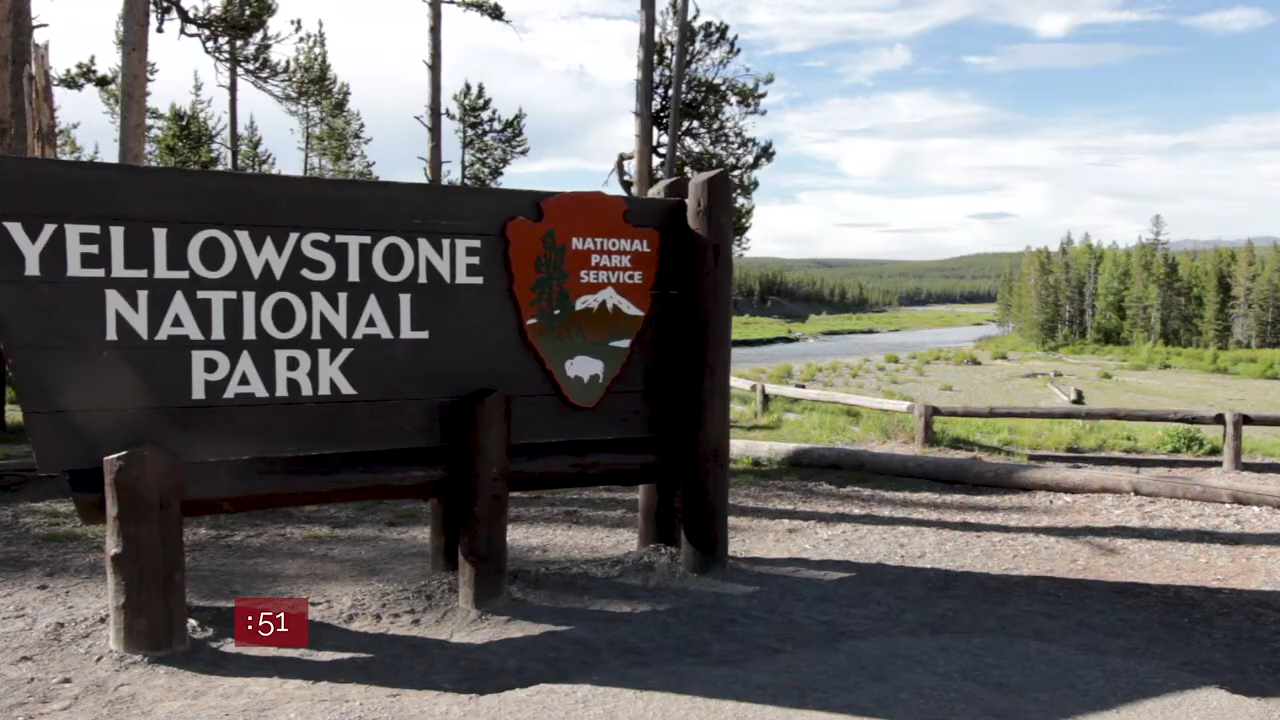 YELLOWSTONE
NATIONAL
PARK
NATIONAL
PARK
SERVICE
:51